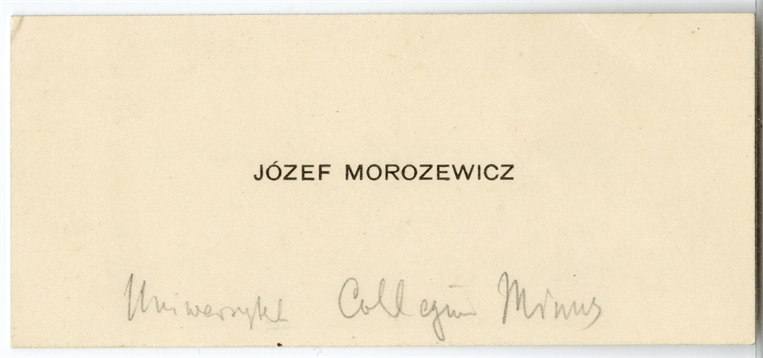 JÓZEF MOROZEWICZ
Uniwersytet Collegium Minus